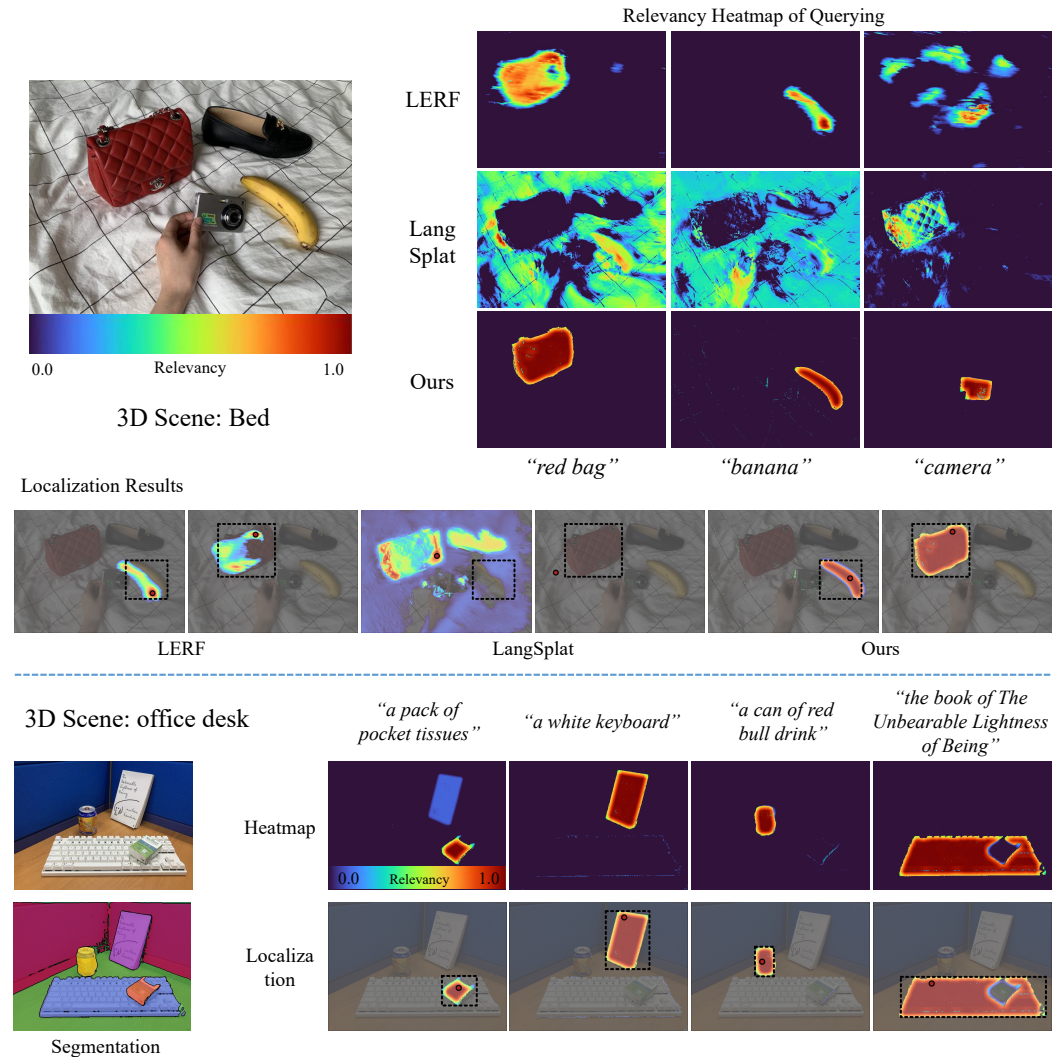 Relevancy Heatmap of Querying
LERF
Lang
Splat
Ours
0.0
Relevancy
1.0
3D Scene: Bed
“red bag”
“banana”
“camera”
Localization Results
LERF
LangSplat
Ours
3D Scene: office desk
“a pack of
pocket tissues”
“a white keyboard”
“a can of red
bull drink”
“the book of The
Unbearable Lightness
of Being”
Heatmap
0.0
Relevancy
1.0
Localiza
tion
Segmentation